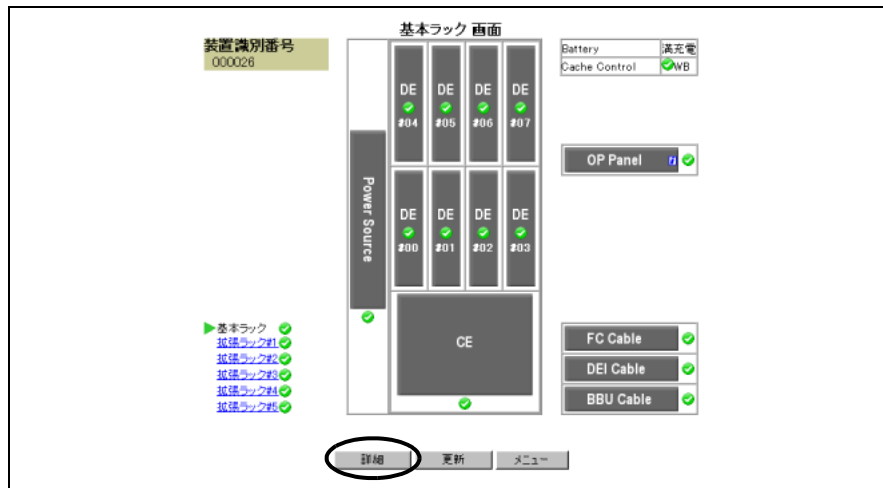 基本ラック 画面
装置識別番号
000026
Battery 満充電
Cache Control WB
DE #04
DE #05
DE #06
DE #07
OP Panel i
Power Source
DE #00
DE #01
DE #02
DE #03
CE
基本ラック
拡張ラック#1
拡張ラック#2
拡張ラック#3
拡張ラック#4
拡張ラック#5
FC Cable
DEI Cable
BBU Cable
詳細 更新 メニュー